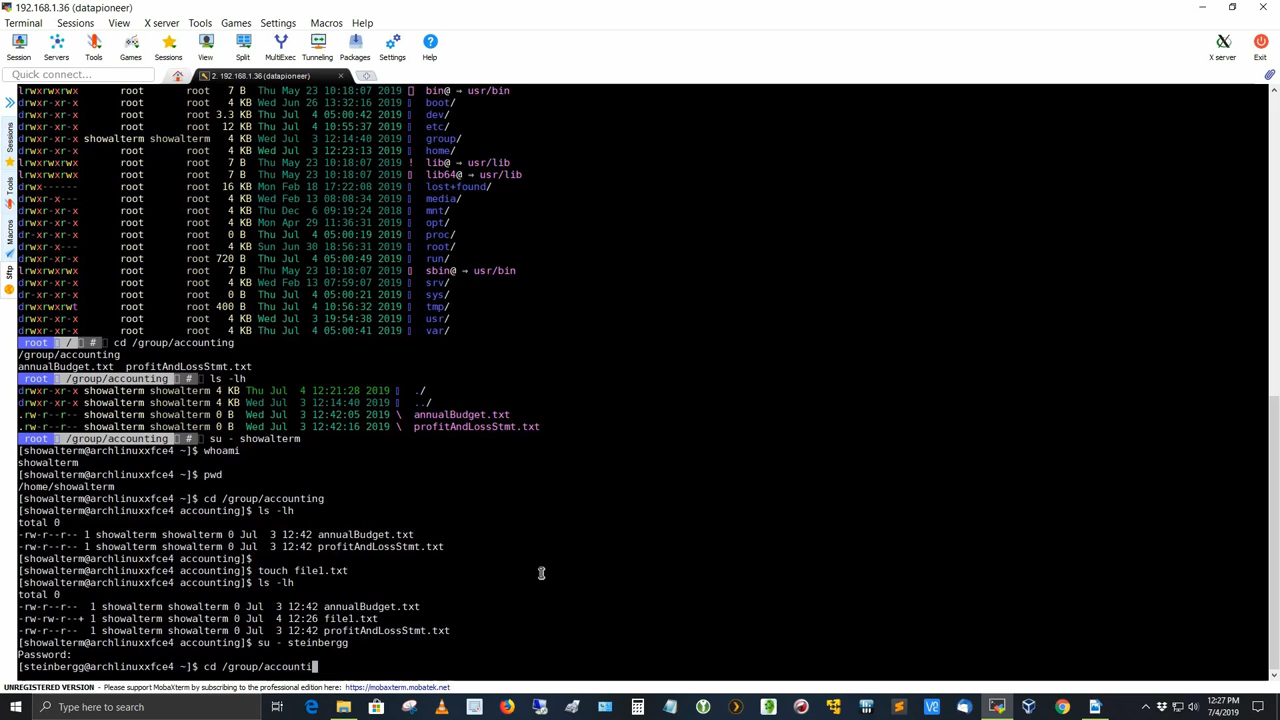 192.168.1.36 (datapioneer)
Terminal Sessions View X server Tools Games Settings Macros Help
Session Servers Tools Games Sessions View Split MultiExec Tunneling Packages Settings Help X server Exit
Quick connect...
2. 192.168.1.36 (datapioneer)
Sessions
Tools
Macros
Sftp
lrwxrwxrwx root root 7 B Thu May 23 10:18:07 2019 bin@ → usr/bin
drwxr-xr-x root root 4 KB Wed Jun 26 13:32:16 2019 boot/
drwxr-xr-x root root 3.3 KB Thu Jul 4 05:00:42 2019 dev/
drwxr-xr-x root root 12 KB Thu Jul 4 10:55:37 2019 etc/
drwxr-xr-x showalterm showalterm 4 KB Wed Jul 3 12:14:40 2019 group/
drwxr-xr-x root root 4 KB Wed Jul 3 12:23:13 2019 home/
lrwxrwxrwx root root 7 B Thu May 23 10:18:07 2019 ! lib@ → usr/lib
lrwxrwxrwx root root 7 B Thu May 23 10:18:07 2019 lib64@ → usr/lib
drwx------ root root 16 KB Mon Feb 18 17:22:08 2019 lost+found/
drwxr-x--- root root 4 KB Wed Feb 13 08:08:34 2019 media/
drwxr-xr-x root root 4 KB Thu Dec 6 09:19:24 2018 mnt/
drwxr-xr-x root root 4 KB Mon Apr 29 11:36:31 2019 opt/
dr-xr-xr-x root root 0 B Thu Jul 4 05:00:19 2019 proc/
drwxr-x--- root root 4 KB Sun Jun 30 18:56:31 2019 root/
drwxr-xr-x root root 720 B Thu Jul 4 05:00:49 2019 run/
lrwxrwxrwx root root 7 B Thu May 23 10:18:07 2019 sbin@ → usr/bin
drwxr-xr-x root root 4 KB Wed Feb 13 07:59:07 2019 srv/
dr-xr-xr-x root root 0 B Thu Jul 4 05:00:21 2019 sys/
drwxrwxrwt root root 400 B Thu Jul 4 10:56:32 2019 tmp/
drwxr-xr-x root root 4 KB Wed Jul 3 19:54:38 2019 usr/
drwxr-xr-x root root 4 KB Thu Jul 4 05:00:41 2019 var/
root / # cd /group/accounting
/group/accounting
annualBudget.txt profitAndLossStmt.txt
root /group/accounting # ls -lh
drwxr-xr-x showalterm showalterm 4 KB Thu Jul 4 12:21:28 2019 ./
drwxr-xr-x showalterm showalterm 4 KB Wed Jul 3 12:14:40 2019 ../
.rw-r--r-- showalterm showalterm 0 B Wed Jul 3 12:42:05 2019 \ annualBudget.txt
.rw-r--r-- showalterm showalterm 0 B Wed Jul 3 12:42:16 2019 \ profitAndLossStmt.txt
root /group/accounting # su - showalterm
[showalterm@archlinuxxfce4 ~]$ whoami
showalterm
[showalterm@archlinuxxfce4 ~]$ pwd
/home/showalterm
[showalterm@archlinuxxfce4 ~]$ cd /group/accounting
[showalterm@archlinuxxfce4 accounting]$ ls -lh
total 0
-rw-r--r-- 1 showalterm showalterm 0 Jul 3 12:42 annualBudget.txt
-rw-r--r-- 1 showalterm showalterm 0 Jul 3 12:42 profitAndLossStmt.txt
[showalterm@archlinuxxfce4 accounting]$
[showalterm@archlinuxxfce4 accounting]$ touch file1.txt
[showalterm@archlinuxxfce4 accounting]$ ls -lh
total 0
-rw-r--r-- 1 showalterm showalterm 0 Jul 3 12:42 annualBudget.txt
-rw-rw-r--+ 1 showalterm showalterm 0 Jul 4 12:26 file1.txt
-rw-r--r-- 1 showalterm showalterm 0 Jul 3 12:42 profitAndLossStmt.txt
[showalterm@archlinuxxfce4 accounting]$ su - steinbergg
Password:
[steinbergg@archlinuxxfce4 ~]$ cd /group/accounti
UNREGISTERED VERSION - Please support MobaXterm by subscribing to the professional edition here: https://mobaxterm.mobatek.net
Type here to search
12:27 PM
7/4/2019